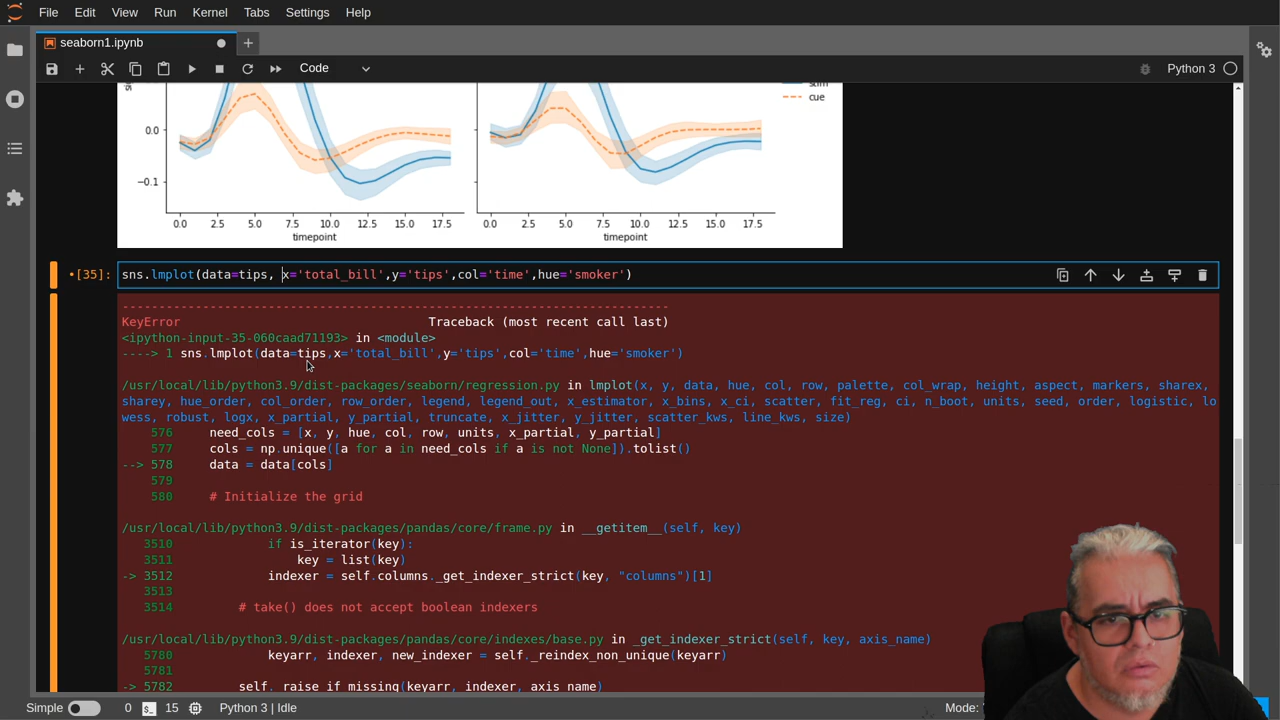 File Edit View Run Kernel Tabs Settings Help
seaborn1.ipynb
Code
Python 3
cue
0.0
−0.1
0.0 2.5 5.0 7.5 10.0 12.5 15.0 17.5
0.0 2.5 5.0 7.5 10.0 12.5 15.0 17.5
timepoint
timepoint
[35]: sns.lmplot(data=tips, x='total_bill',y='tips',col='time',hue='smoker')
---------------------------------------------------------------------------
KeyError Traceback (most recent call last)
<ipython-input-35-060caad71193> in <module>
----> 1 sns.lmplot(data=tips,x='total_bill',y='tips',col='time',hue='smoker')
/usr/local/lib/python3.9/dist-packages/seaborn/regression.py in lmplot(x, y, data, hue, col, row, palette, col_wrap, height, aspect, markers, sharex,
sharey, hue_order, col_order, row_order, legend, legend_out, x_estimator, x_bins, x_ci, scatter, fit_reg, ci, n_boot, units, seed, order, logistic, lo
wess, robust, logx, x_partial, y_partial, truncate, x_jitter, y_jitter, scatter_kws, line_kws, size)
576 need_cols = [x, y, hue, col, row, units, x_partial, y_partial]
577 cols = np.unique([a for a in need_cols if a is not None]).tolist()
--> 578 data = data[cols]
579
580 # Initialize the grid
/usr/local/lib/python3.9/dist-packages/pandas/core/frame.py in __getitem__(self, key)
3510 if is_iterator(key):
3511 key = list(key)
-> 3512 indexer = self.columns._get_indexer_strict(key, "columns")[1]
3513
3514 # take() does not accept boolean indexers
/usr/local/lib/python3.9/dist-packages/pandas/core/indexes/base.py in _get_indexer_strict(self, key, axis_name)
5780 keyarr, indexer, new_indexer = self._reindex_non_unique(keyarr)
5781
-> 5782 self._raise_if_missing(keyarr, indexer, axis_name)
Simple 0 15 Python 3 | Idle Mode: